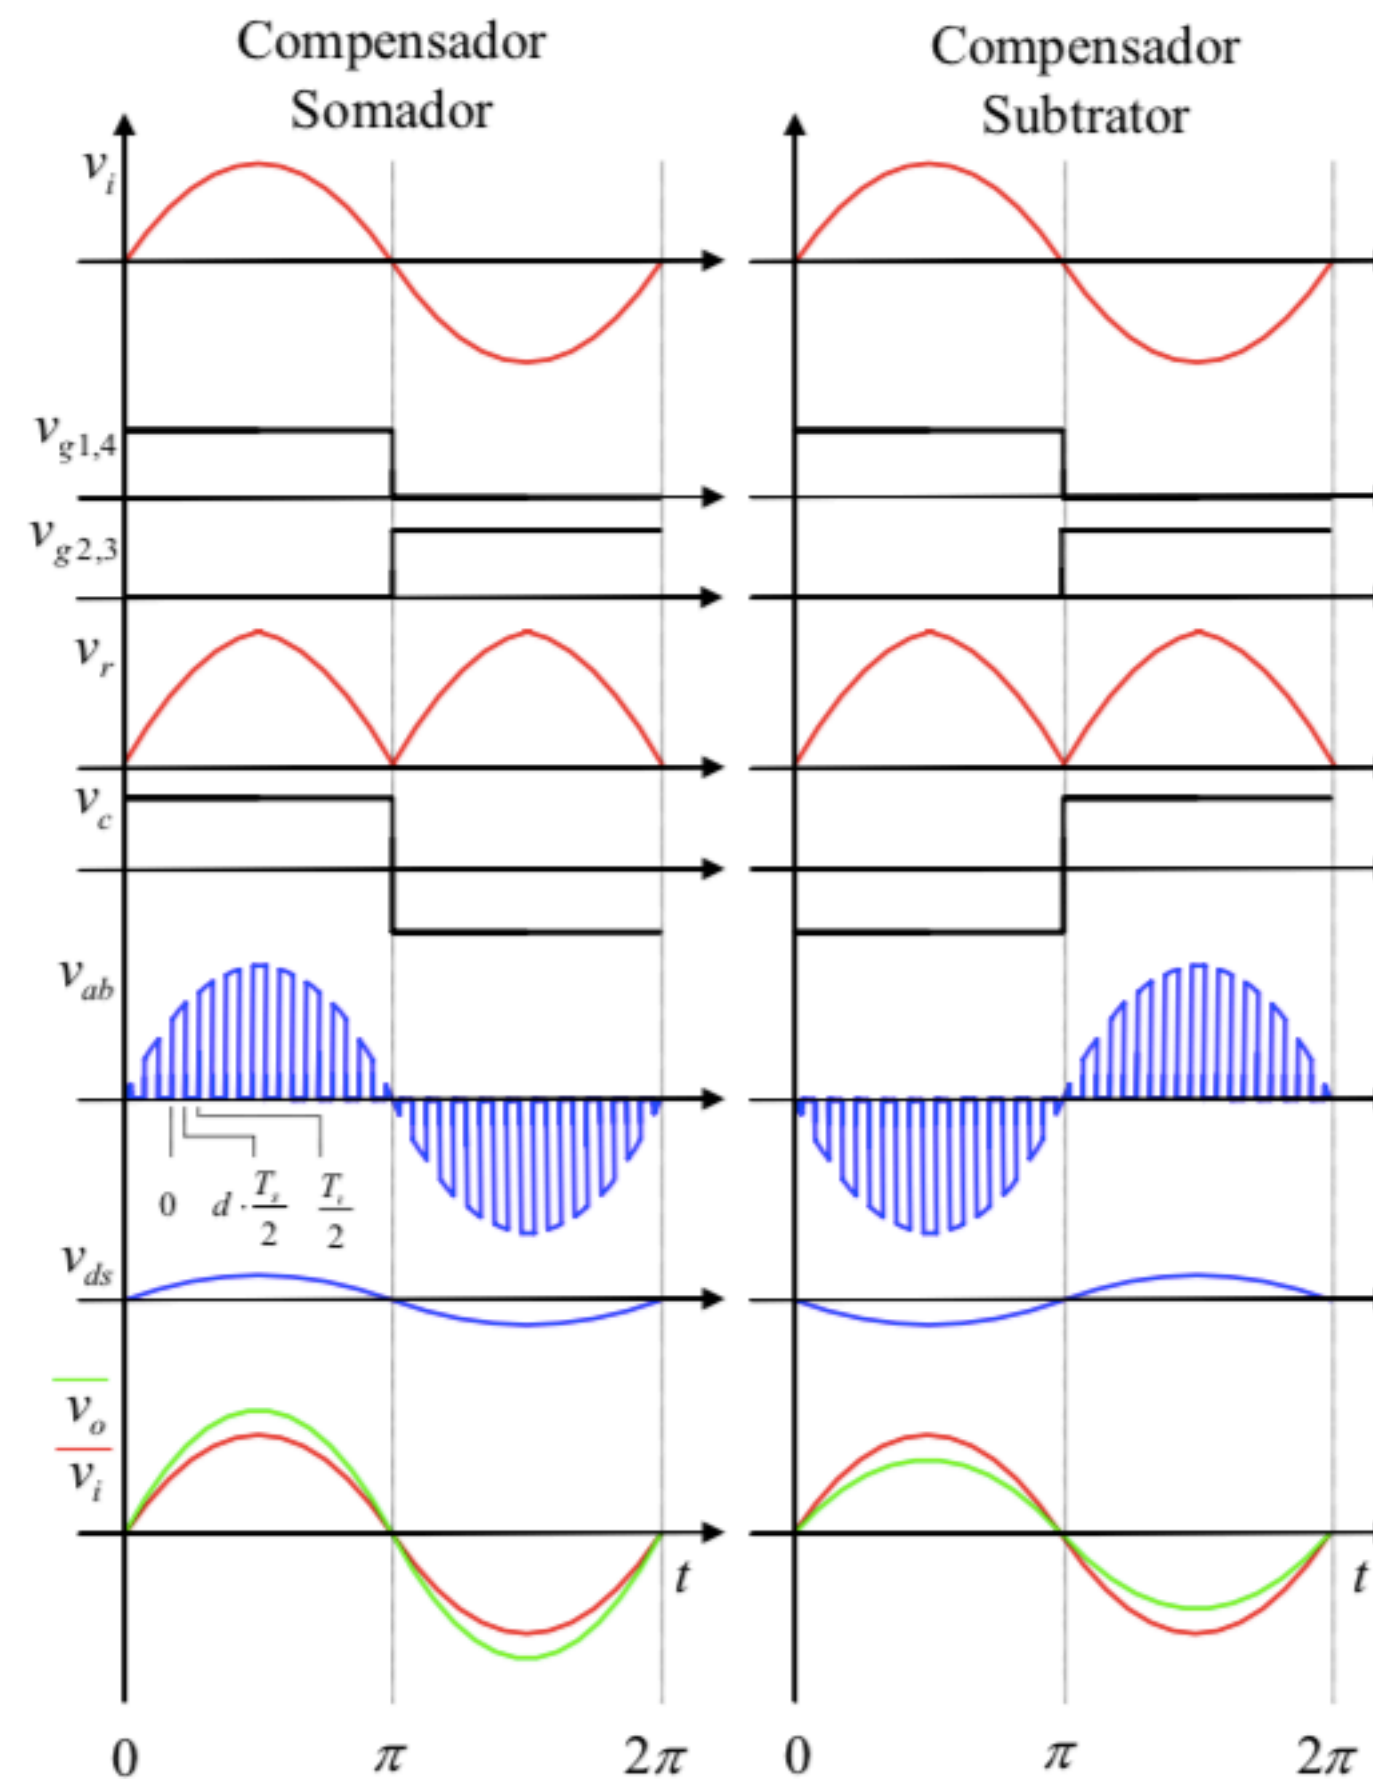 Compensador
Somador
Compensador
Subtrator
v_i
v_g1,4
v_g2,3
v_r
v_c
v_ab
0 d · T_s/2 T_s/2
v_ds
v_o
v_i
t
t
0 π 2π
0 π 2π